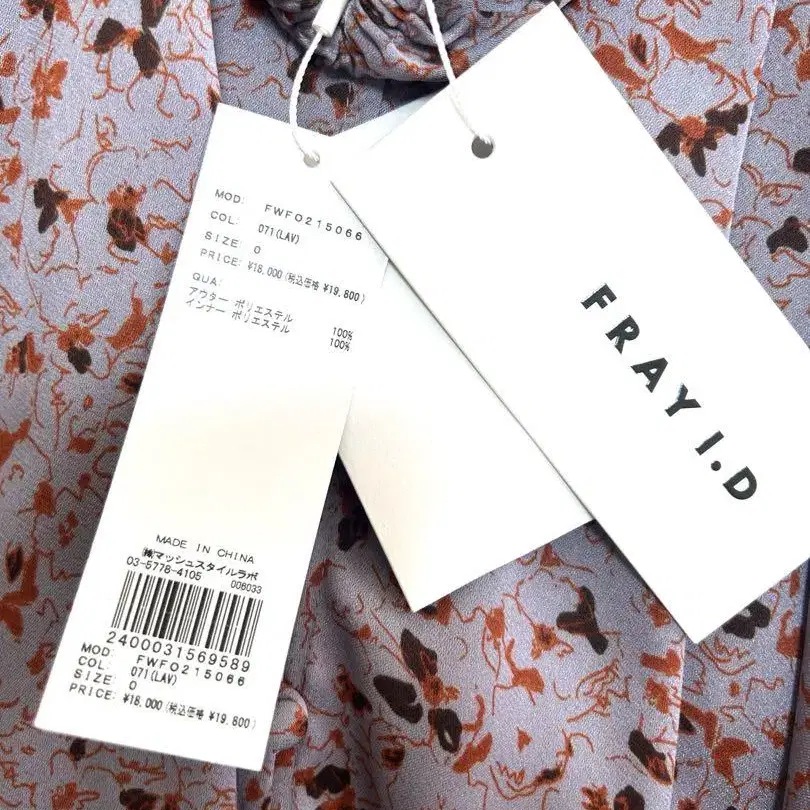 MOD: FWFO215066
COL: 071(LAV)
SIZE: 0
PRICE: ¥18,000(税込価格 ¥19,800)
QUA:
アウター ポリエステル 100%
インナー ポリエステル 100%
MADE IN CHINA
㈱マッシュスタイルラボ
03-5778-4105 006033
2400031569589
MOD: FWFO215066
COL: 071(LAV)
SIZE: 0
PRICE: ¥18,000(税込価格 ¥19,800)
FRAY I.D